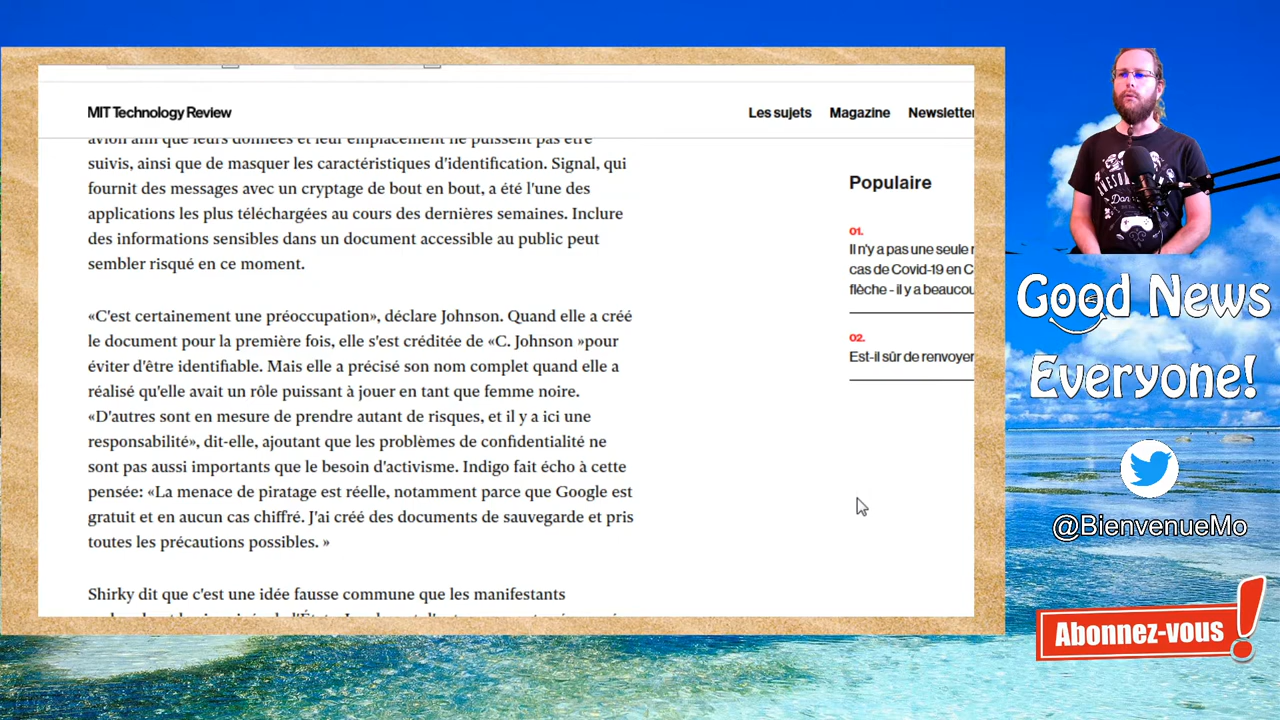 MIT Technology Review
Les sujets
Magazine
Newsletter
avion afin que leurs données et leur emplacement ne puissent pas être
suivis, ainsi que de masquer les caractéristiques d'identification. Signal, qui
fournit des messages avec un cryptage de bout en bout, a été l'une des
applications les plus téléchargées au cours des dernières semaines. Inclure
des informations sensibles dans un document accessible au public peut
sembler risqué en ce moment.
«C'est certainement une préoccupation», déclare Johnson. Quand elle a créé
le document pour la première fois, elle s'est créditée de «C. Johnson »pour
éviter d'être identifiable. Mais elle a précisé son nom complet quand elle a
réalisé qu'elle avait un rôle puissant à jouer en tant que femme noire.
«D'autres sont en mesure de prendre autant de risques, et il y a ici une
responsabilité», dit-elle, ajoutant que les problèmes de confidentialité ne
sont pas aussi importants que le besoin d'activisme. Indigo fait écho à cette
pensée: «La menace de piratage est réelle, notamment parce que Google est
gratuit et en aucun cas chiffré. J'ai créé des documents de sauvegarde et pris
toutes les précautions possibles. »
Shirky dit que c'est une idée fausse commune que les manifestants
Populaire
01.
Il n'y a pas une seule
cas de Covid-19 en C
flèche - il y a beaucou
02.
Est-il sûr de renvoyer
Good News
Everyone!
@BienvenueMo
Abonnez-vous !